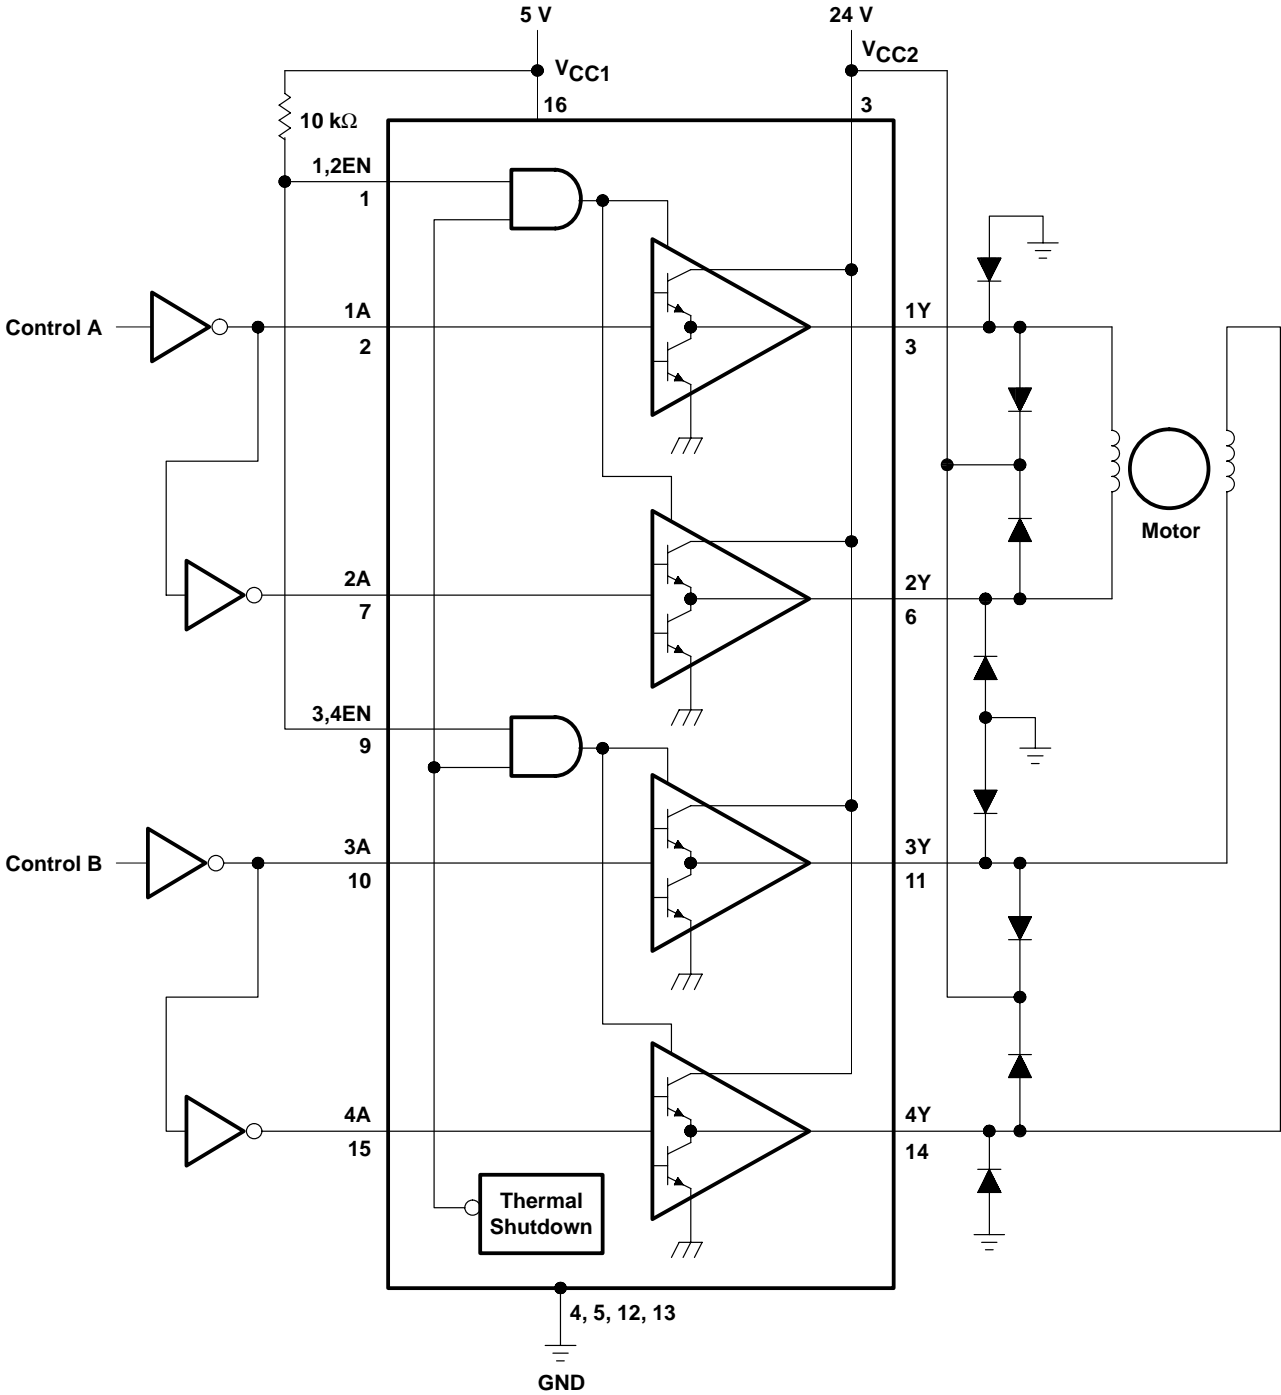 5 V
24 V
VCC1
VCC2
16
3
10 kΩ
1,2EN
1
Control A
1A
2
1Y
3
Motor
2A
7
2Y
6
3,4EN
9
Control B
3A
10
3Y
11
4A
15
4Y
14
Thermal
Shutdown
4, 5, 12, 13
GND